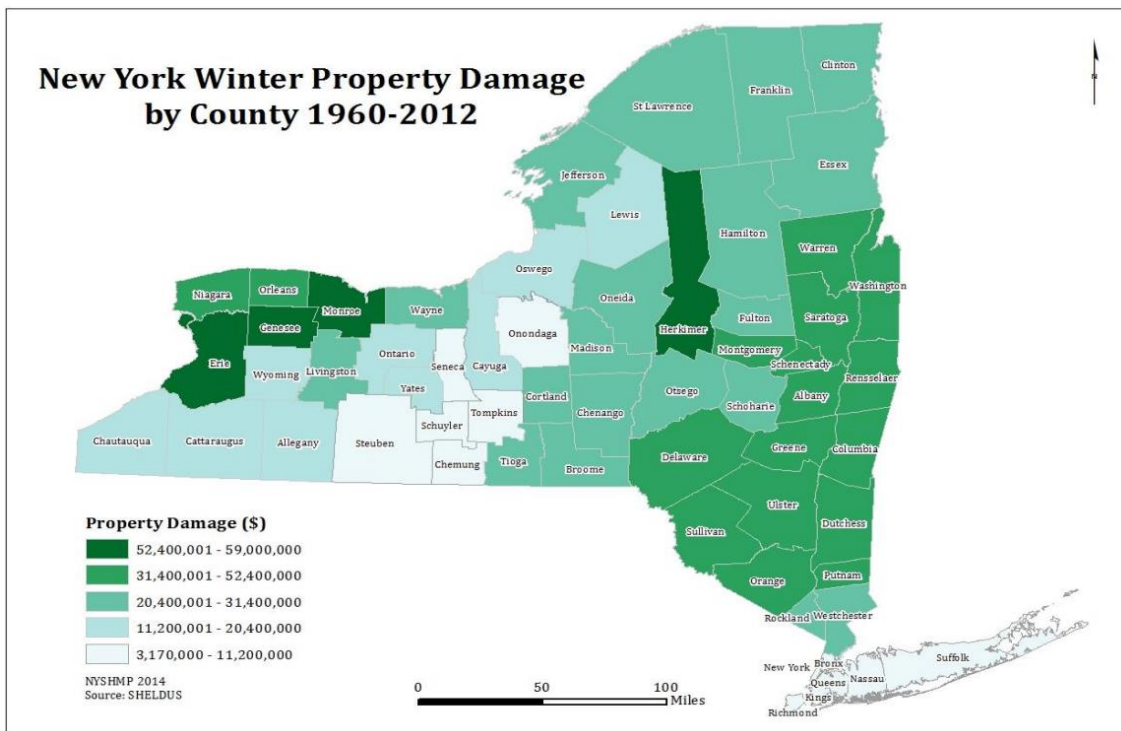 New York Winter Property Damage
by County 1960-2012
N
Clinton
Franklin
St Lawrence
Essex
Jefferson
Lewis
Hamilton
Warren
Washington
Oswego
Oneida
Herkimer
Fulton
Saratoga
Niagara
Orleans
Monroe
Wayne
Genesee
Onondaga
Madison
Montgomery
Schenectady
Ontario
Seneca
Cayuga
Erie
Wyoming
Livingston
Yates
Otsego
Schoharie
Albany
Rensselaer
Cortland
Chenango
Tompkins
Schuyler
Chautauqua
Cattaraugus
Allegany
Steuben
Chemung
Tioga
Broome
Delaware
Greene
Columbia
Ulster
Sullivan
Dutchess
Orange
Putnam
Rockland
Westchester
New York
Bronx
Queens
Kings
Richmond
Nassau
Suffolk
Property Damage ($)
52,400,001 - 59,000,000
31,400,001 - 52,400,000
20,400,001 - 31,400,000
11,200,001 - 20,400,000
3,170,000 - 11,200,000
NYSHMP 2014
Source: SHELDUS
0 50 100
Miles